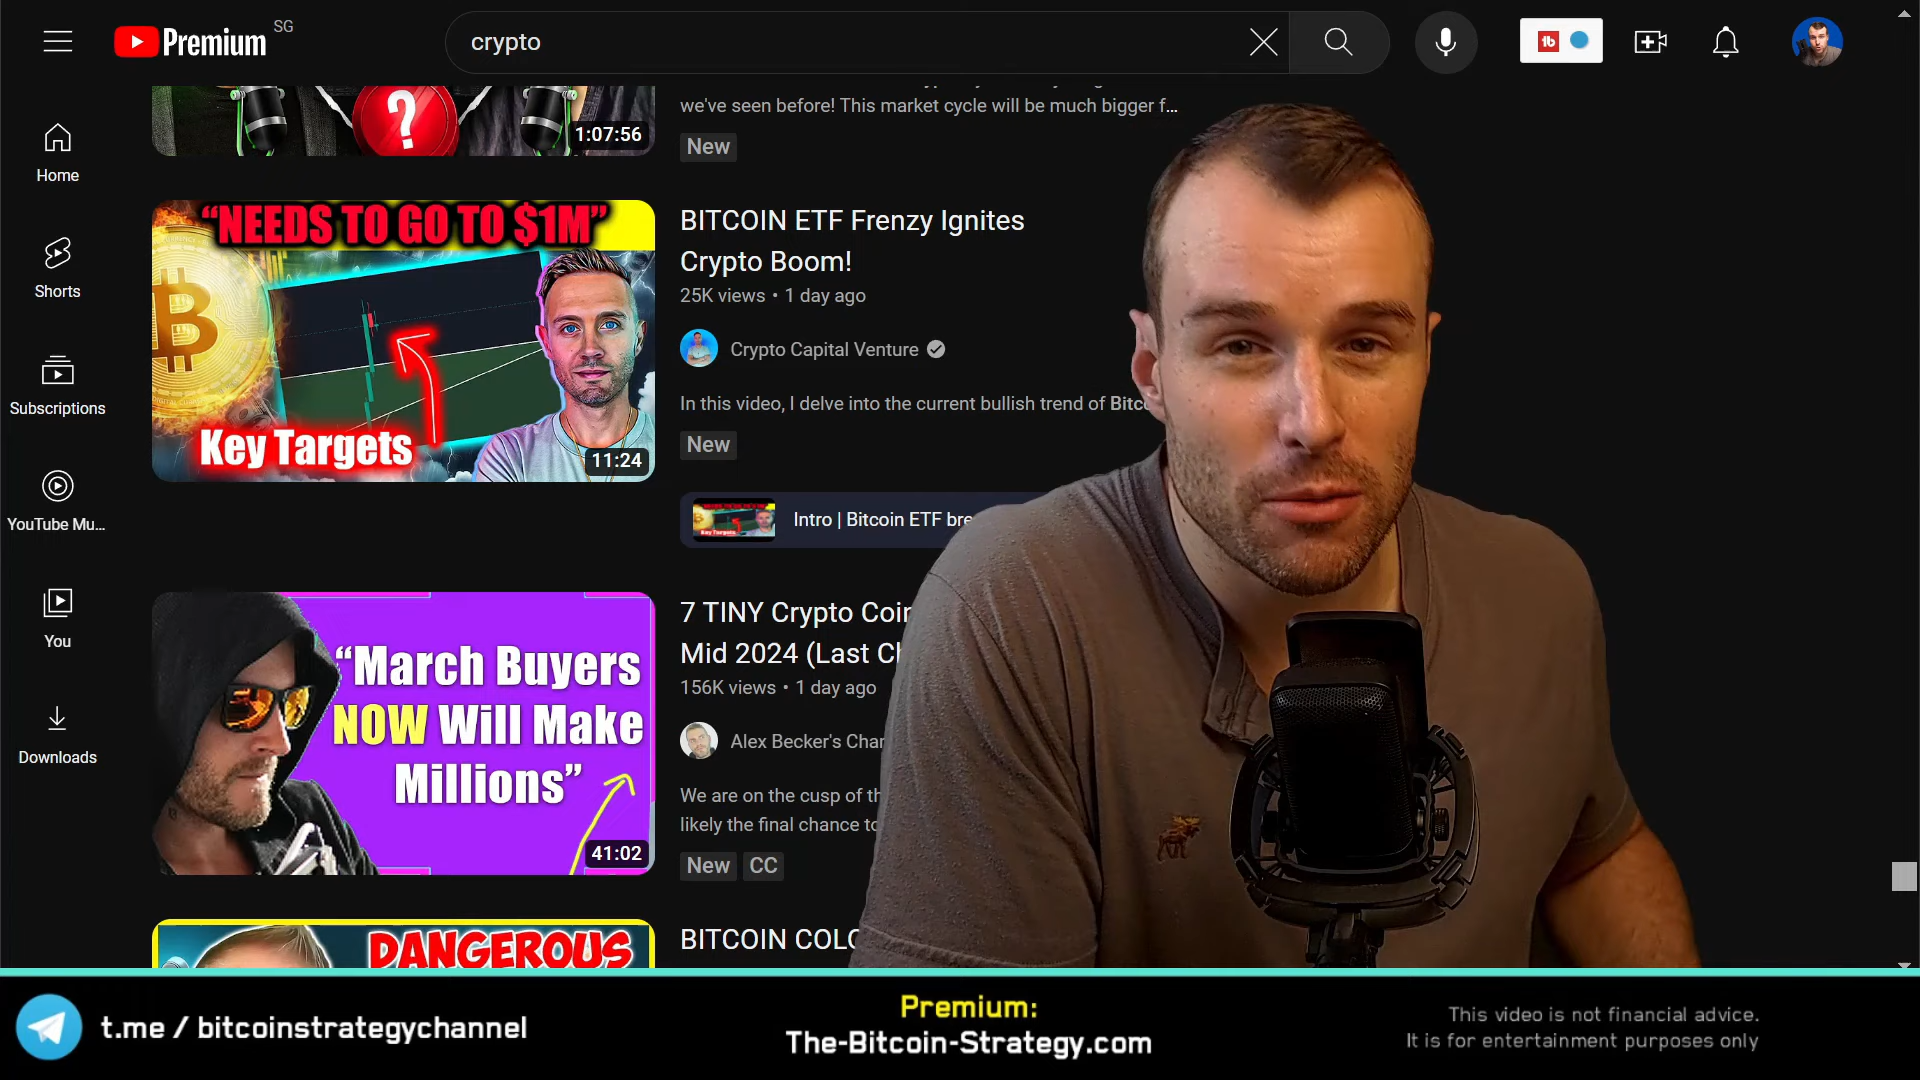 Premium
SG
crypto
we've seen before! This market cycle will be much bigger f...
?
1:07:56
New
Home
Shorts
Subscriptions
YouTube Mu...
You
Downloads
"NEEDS TO GO TO $1M"
Key Targets
11:24
BITCOIN ETF Frenzy Ignites
Crypto Boom!
25K views • 1 day ago
Crypto Capital Venture
In this video, I delve into the current bullish trend of Bitc
New
Intro | Bitcoin ETF bre
"March Buyers
NOW Will Make
Millions"
41:02
7 TINY Crypto Coin
Mid 2024 (Last Ch
156K views • 1 day ago
Alex Becker's Char
We are on the cusp of th
likely the final chance to
New CC
DANGEROUS
BITCOIN COLO
t.me / bitcoinstrategychannel
Premium:
The-Bitcoin-Strategy.com
This video is not financial advice.
It is for entertainment purposes only